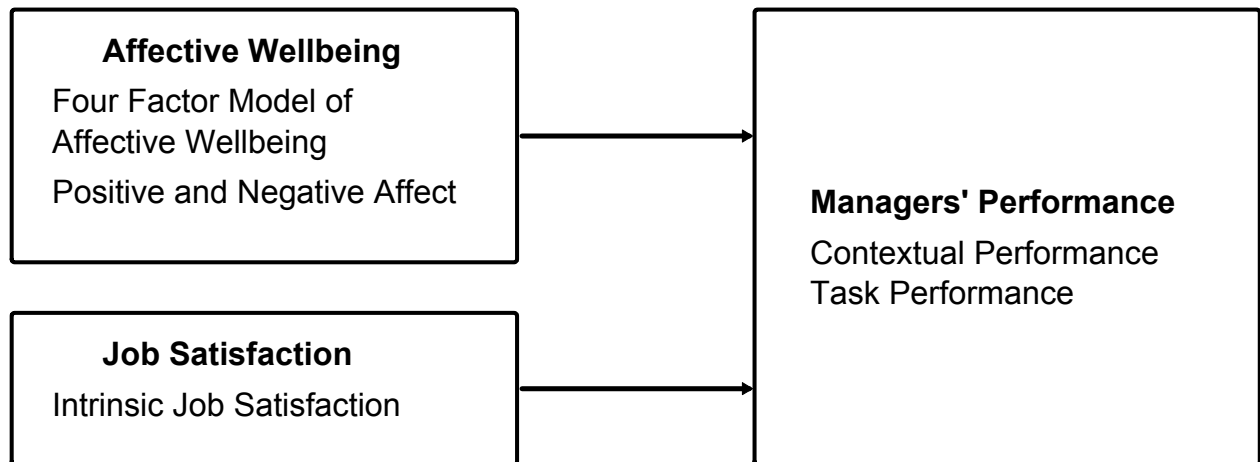 Affective Wellbeing
Four Factor Model of
Affective Wellbeing
Positive and Negative Affect
Job Satisfaction
Intrinsic Job Satisfaction
Managers' Performance
Contextual Performance
Task Performance